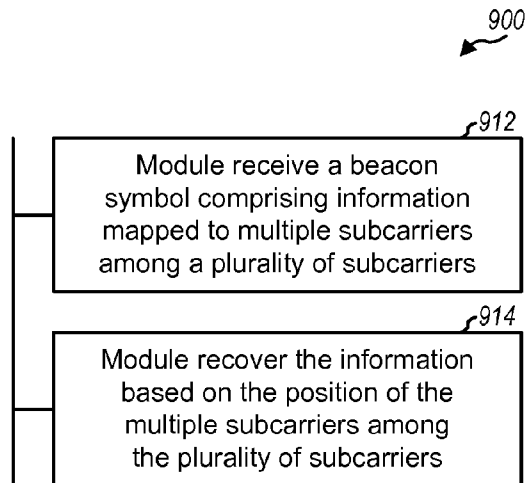 900
912
Module receive a beacon
symbol comprising information
mapped to multiple subcarriers
among a plurality of subcarriers
914
Module recover the information
based on the position of the
multiple subcarriers among
the plurality of subcarriers